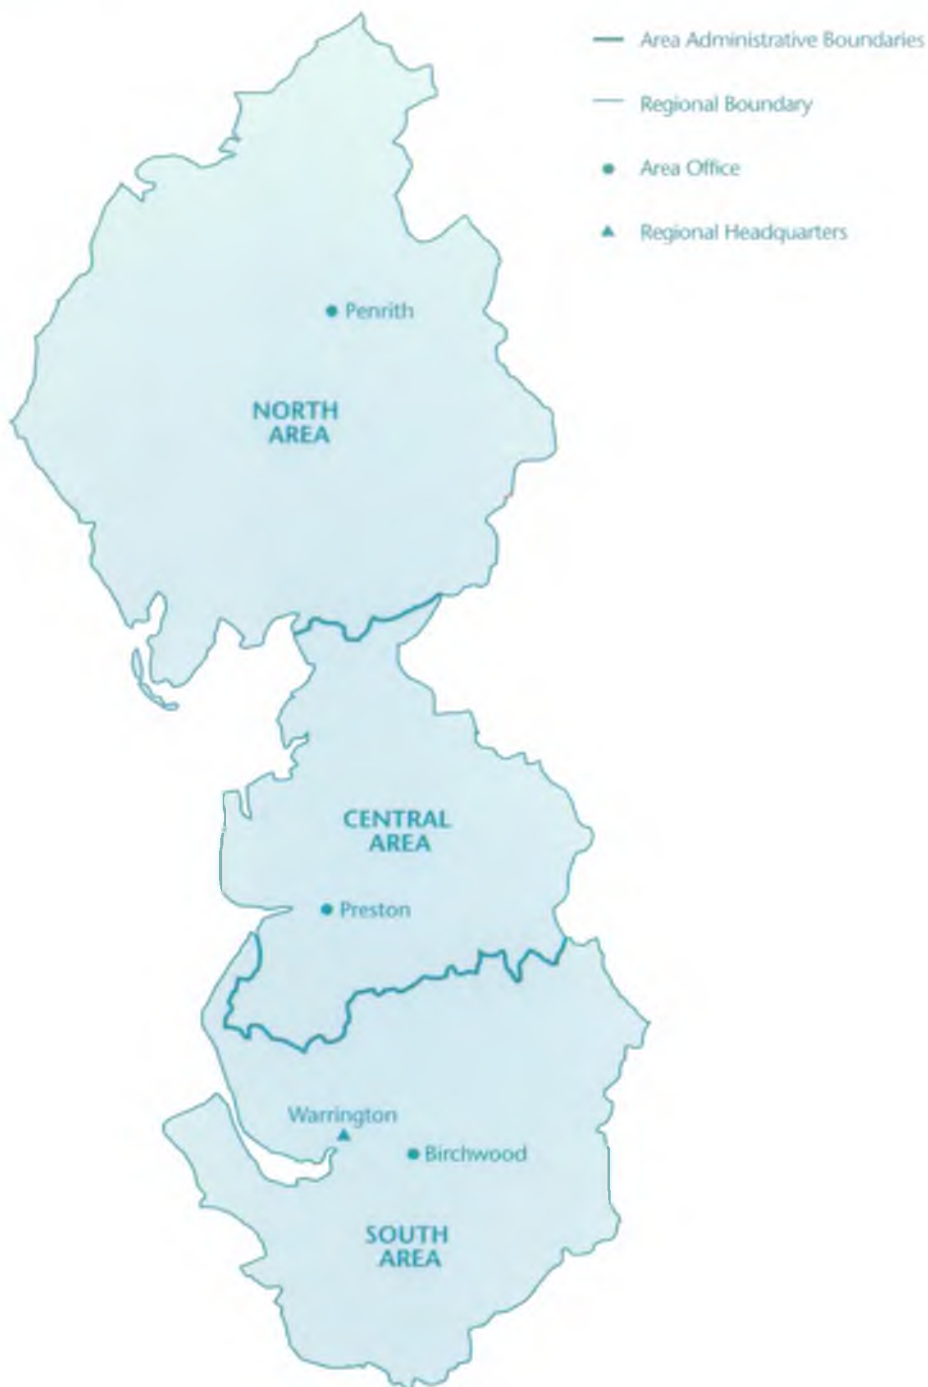 Area Administrative Boundaries
Regional Boundary
Area Office
Regional Headquarters
Penrith
NORTH
AREA
CENTRAL
AREA
Preston
Warrington
Birchwood
SOUTH
AREA